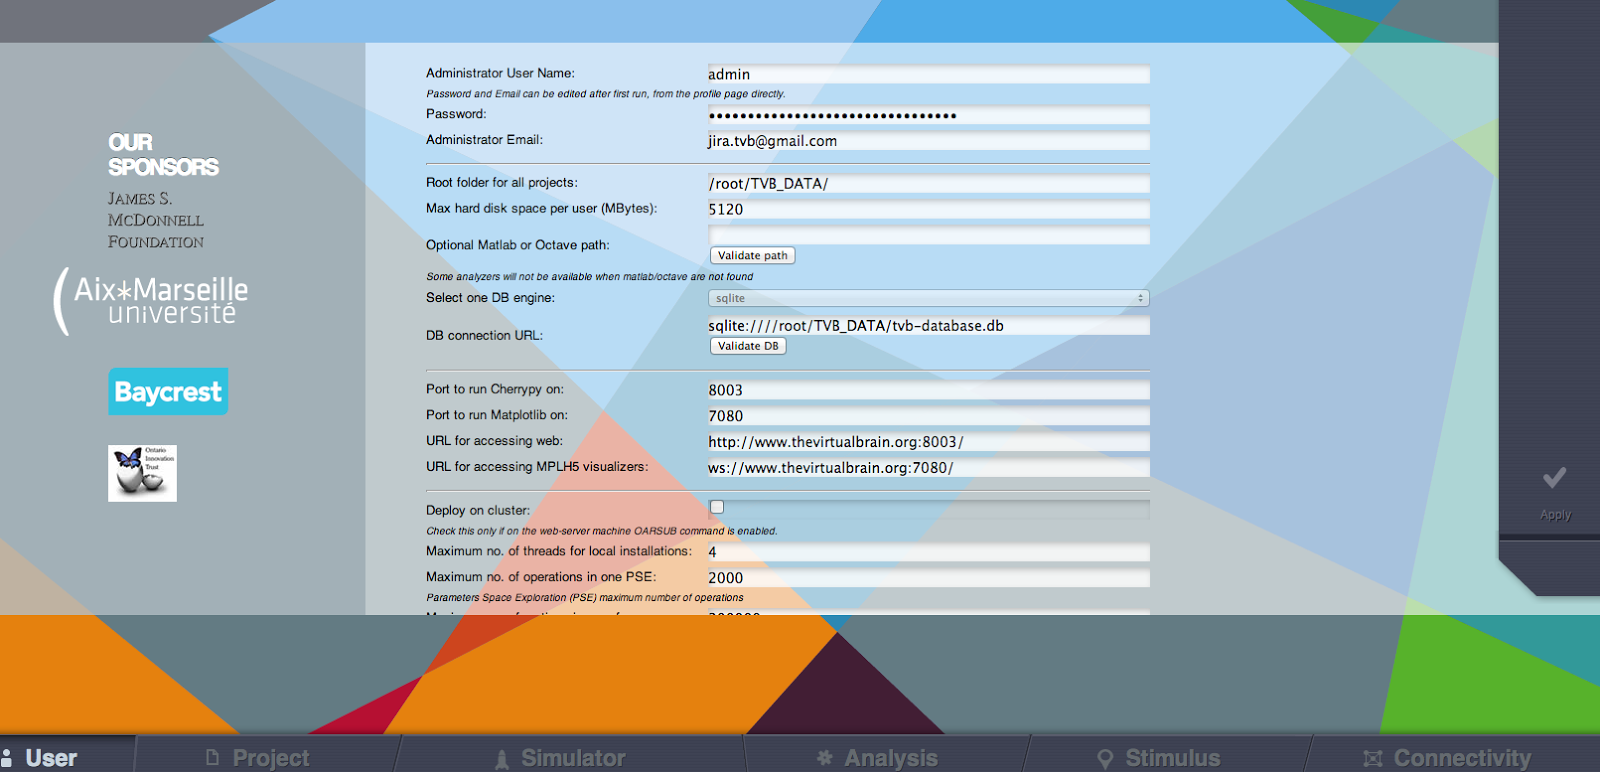 OUR
SPONSORS
JAMES S.
MCDONNELL
FOUNDATION
Aix*Marseille
université
Baycrest
Ontario
Innovation
Trust
Administrator User Name: admin
Password and Email can be edited after first run, from the profile page directly.
Password: ••••••••••••••••••••••••••••••••
Administrator Email: jira.tvb@gmail.com
Root folder for all projects: /root/TVB_DATA/
Max hard disk space per user (MBytes): 5120
Optional Matlab or Octave path:
Validate path
Some analyzers will not be available when matlab/octave are not found
Select one DB engine: sqlite
DB connection URL: sqlite:////root/TVB_DATA/tvb-database.db
Validate DB
Port to run Cherrypy on: 8003
Port to run Matplotlib on: 7080
URL for accessing web: http://www.thevirtualbrain.org:8003/
URL for accessing MPLH5 visualizers: ws://www.thevirtualbrain.org:7080/
Deploy on cluster:
Check this only if on the web-server machine OARSUB command is enabled.
Maximum no. of threads for local installations: 4
Maximum no. of operations in one PSE: 2000
Parameters Space Exploration (PSE) maximum number of operations
Apply
User
Project
Simulator
Analysis
Stimulus
Connectivity